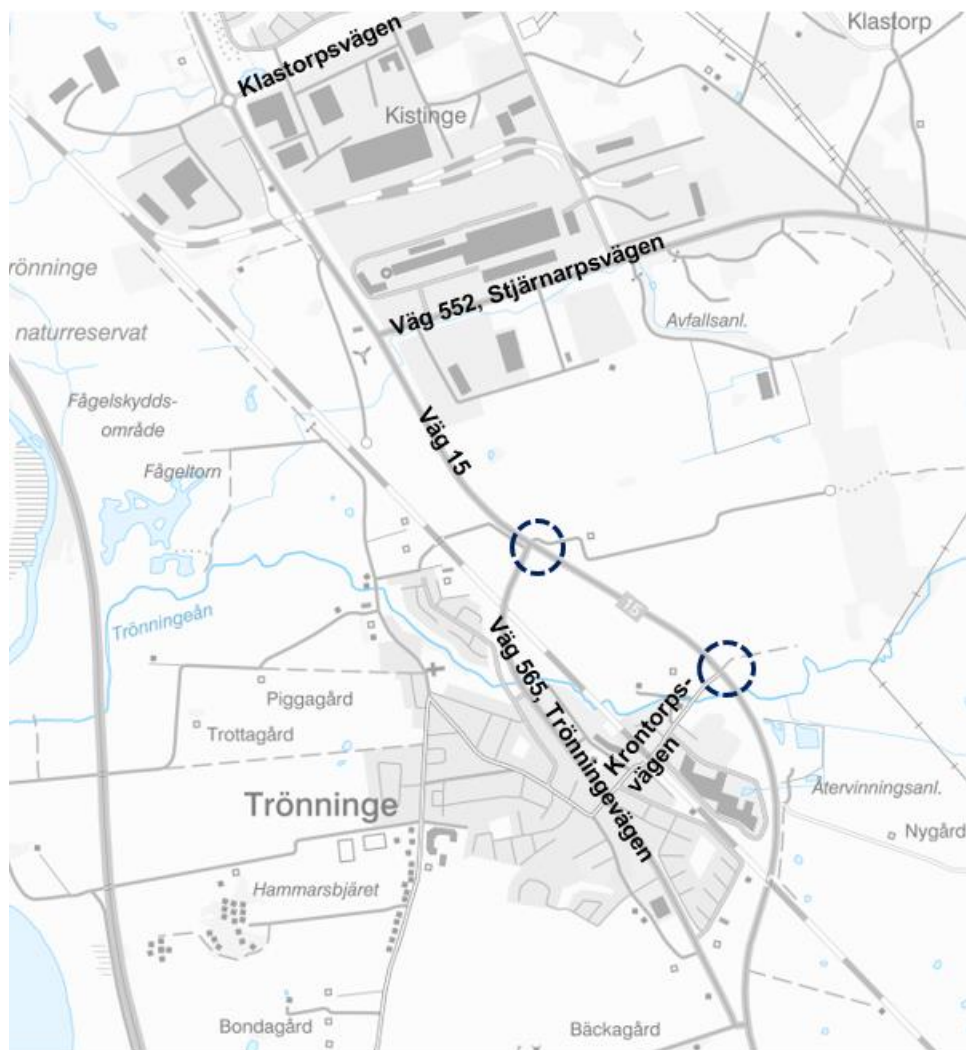 Klastorp
Klastorpsvägen
Kistinge
rönninge
naturreservat
Väg 552, Stjärnarpsvägen
Avfallsanl.
Fågelskydds-
område
Väg 15
Fågeltorn
15
Trönningeån
Väg 565, Trönningevägen
Krontorps-
vägen
Piggagård
Trottagård
Trönninge
Återvinningsanl.
Nygård
Hammarsbjäret
Bondagård
Bäckagård